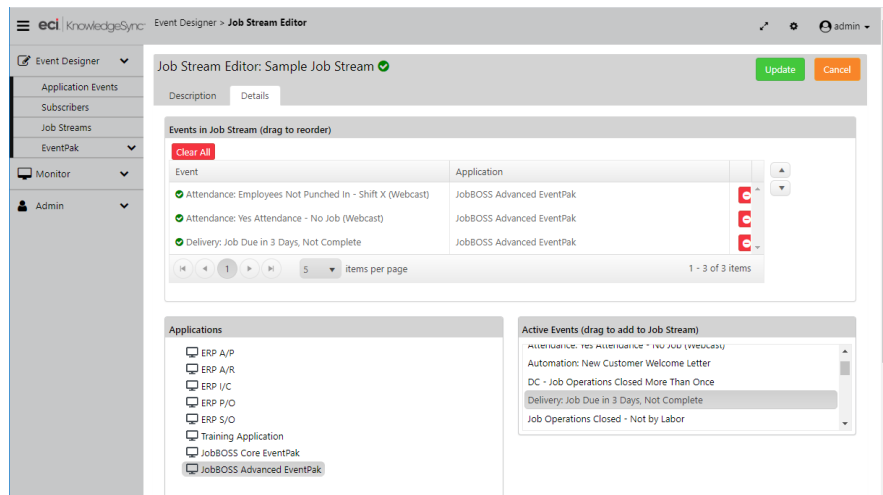 eci KnowledgeSync
Event Designer > Job Stream Editor
admin
Event Designer
Application Events
Subscribers
Job Streams
EventPak
Monitor
Admin
Job Stream Editor: Sample Job Stream
Update
Cancel
Description
Details
Events in Job Stream (drag to reorder)
Clear All
Event Application
Attendance: Employees Not Punched In - Shift X (Webcast) JobBOSS Advanced EventPak
Attendance: Yes Attendance - No Job (Webcast) JobBOSS Advanced EventPak
Delivery: Job Due in 3 Days, Not Complete JobBOSS Advanced EventPak
1 5 items per page 1 - 3 of 3 items
Applications
ERP A/P
ERP A/R
ERP I/C
ERP P/O
ERP S/O
Training Application
JobBOSS Core EventPak
JobBOSS Advanced EventPak
Active Events (drag to add to Job Stream)
Attendance: Yes Attendance - No Job (Webcast)
Automation: New Customer Welcome Letter
DC - Job Operations Closed More Than Once
Delivery: Job Due in 3 Days, Not Complete
Job Operations Closed - Not by Labor